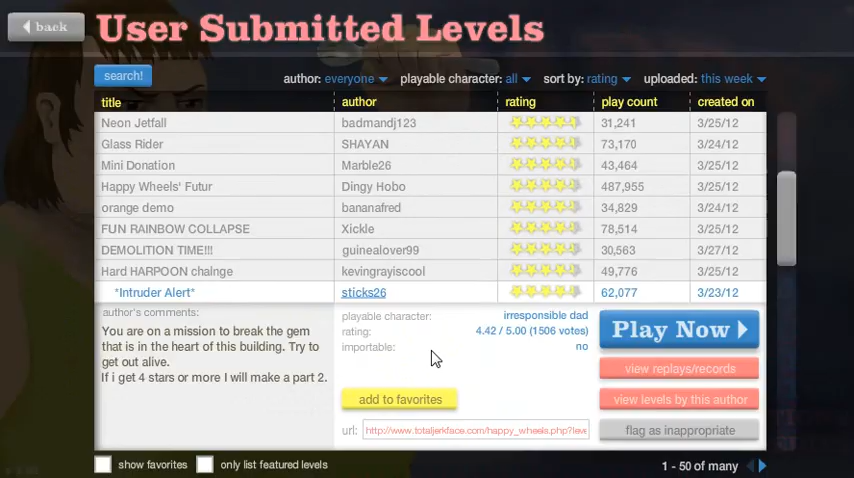 back
User Submitted Levels
search!
author: everyone playable character: all sort by: rating uploaded: this week
title author rating play count created on
Neon Jetfall badmandj123 31,241 3/25/12
Glass Rider SHAYAN 73,170 3/24/12
Mini Donation Marble26 43,464 3/25/12
Happy Wheels' Futur Dingy Hobo 487,955 3/25/12
orange demo bananafred 34,829 3/24/12
FUN RAINBOW COLLAPSE Xickle 78,514 3/25/12
DEMOLITION TIME!!! guinealover99 30,563 3/27/12
Hard HARPOON chalnge kevingrayiscool 49,776 3/25/12
*Intruder Alert* sticks26 62,077 3/23/12
author's comments:
You are on a mission to break the gem
that is in the heart of this building. Try to
get out alive.
If i get 4 stars or more I will make a part 2.
playable character: irresponsible dad
rating: 4.42 / 5.00 (1506 votes)
importable: no
add to favorites
url: http://www.totaljerkface.com/happy_wheels.php?leve
Play Now
view replays/records
view levels by this author
flag as inappropriate
show favorites only list featured levels
1 - 50 of many